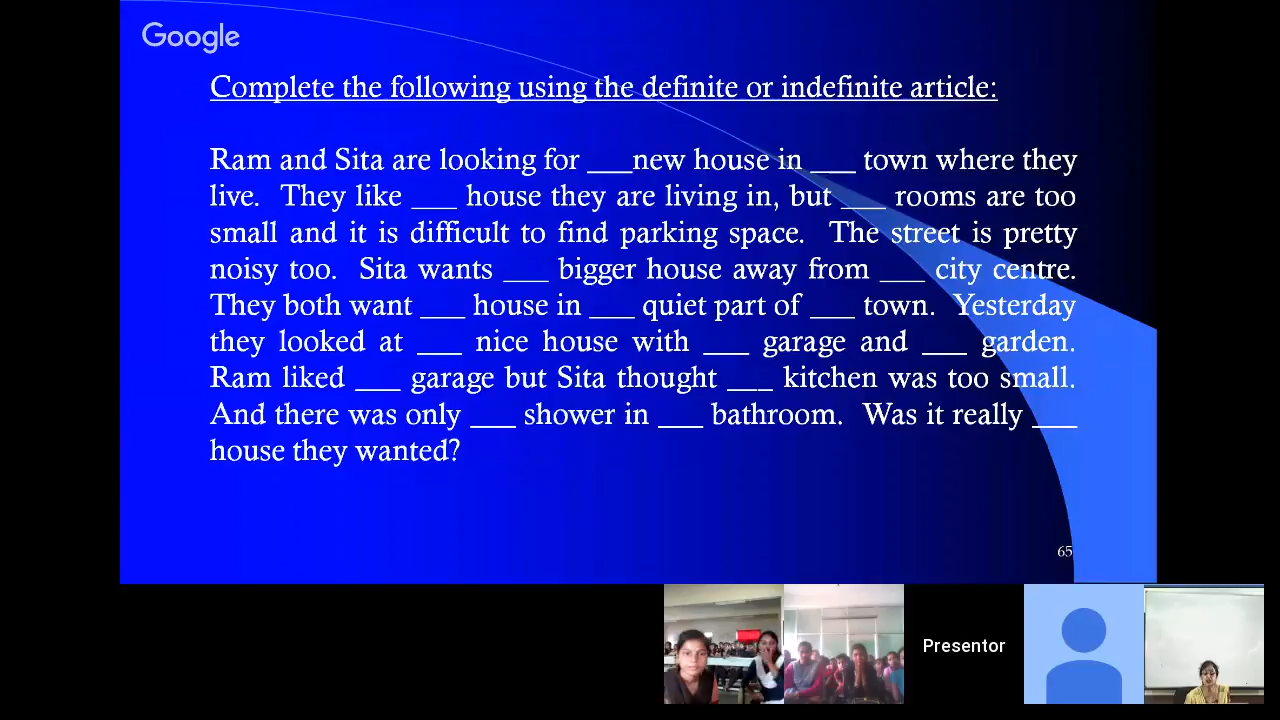 Google
Complete the following using the definite or indefinite article:
Ram and Sita are looking for ___new house in ___ town where they
live. They like ___ house they are living in, but ___ rooms are too
small and it is difficult to find parking space. The street is pretty
noisy too. Sita wants ___ bigger house away from ___ city centre.
They both want ___ house in ___ quiet part of ___ town. Yesterday
they looked at ___ nice house with ___ garage and ___ garden.
Ram liked ___ garage but Sita thought ___ kitchen was too small.
And there was only ___ shower in ___ bathroom. Was it really ___
house they wanted?
65
Presentor